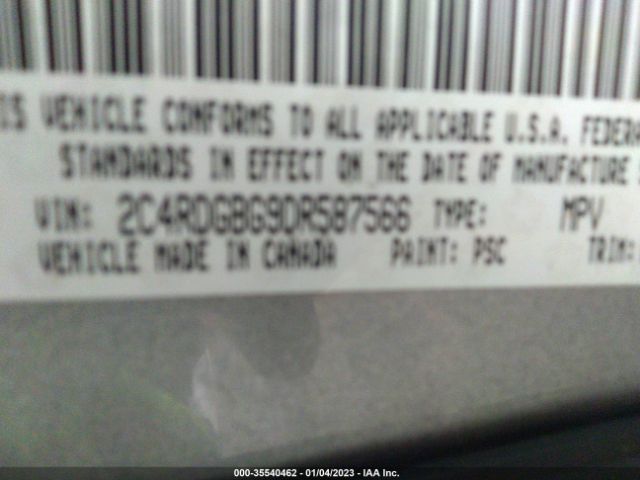 IS VEHICLE CONFORMS TO ALL APPLICABLE U.S.A. FEDERA
STANDARDS IN EFFECT ON THE DATE OF MANUFACTURE
VIN: 2C4RDGBG9DR587566 TYPE: MPV
VEHICLE MADE IN CANADA PAINT: PSC TRIM:
000-35540462 - 01/04/2023 - IAA Inc.